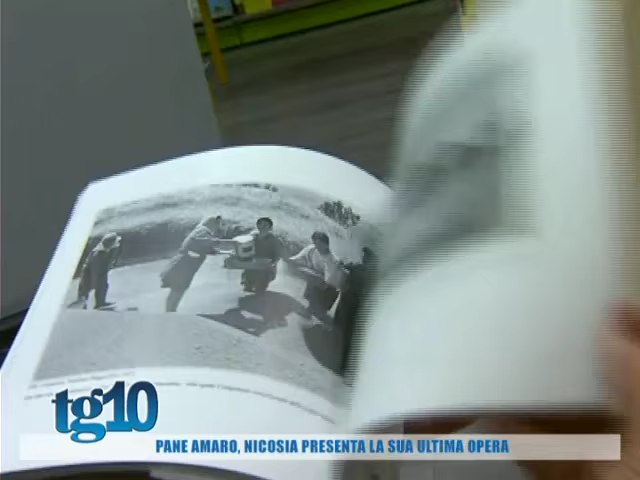 tg10
PANE AMARO, NICOSIA PRESENTA LA SUA ULTIMA OPERA